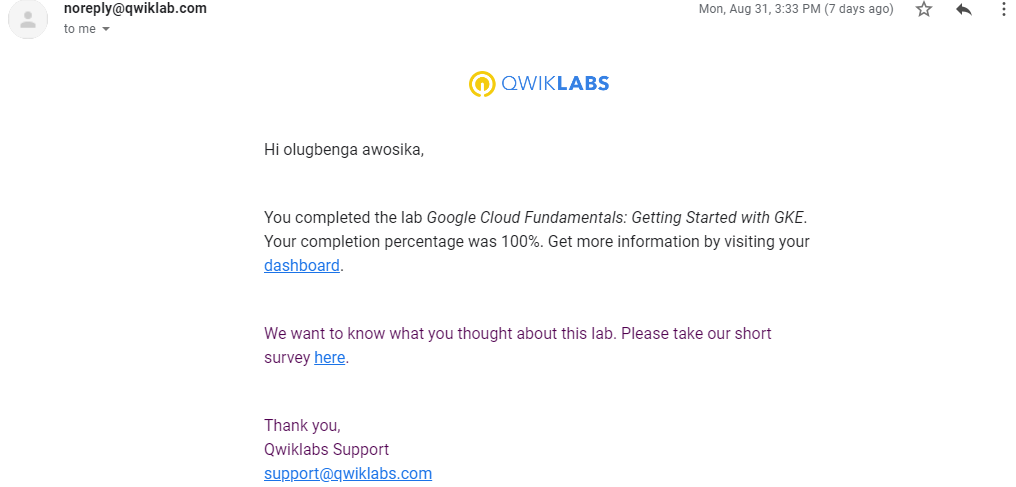 noreply@qwiklab.com
Mon, Aug 31, 3:33 PM (7 days ago)
to me
QWIKLABS
Hi olugbenga awosika,
You completed the lab Google Cloud Fundamentals: Getting Started with GKE.
Your completion percentage was 100%. Get more information by visiting your
dashboard.
We want to know what you thought about this lab. Please take our short
survey here.
Thank you,
Qwiklabs Support
support@qwiklabs.com